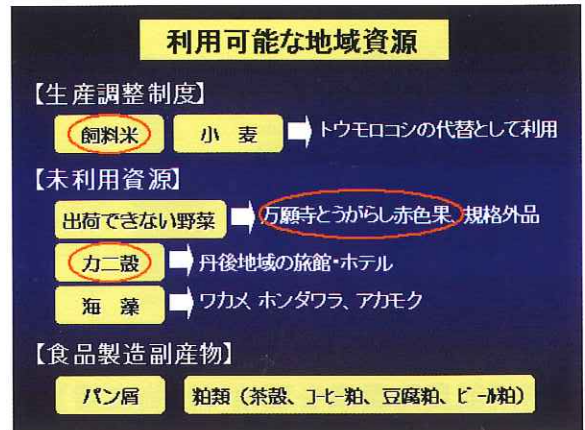 利用可能な地域資源
【生産調整制度】
飼料米 小麦 ➡ トウモロコシの代替として利用
【未利用資源】
出荷できない野菜 ➡ 万願寺とうがらし赤色果、規格外品
カニ殻 ➡ 丹後地域の旅館・ホテル
海藻 ➡ ワカメ、ホンダワラ、アカモク
【食品製造副産物】
パン屑 粕類（茶殻、コーヒー粕、豆腐粕、ビール粕）